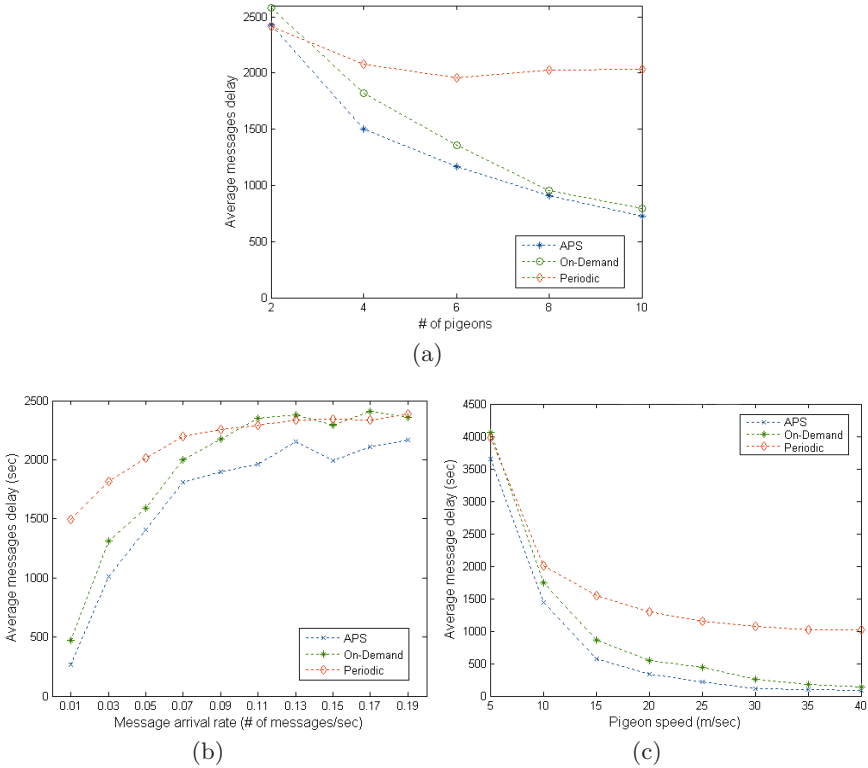 2500
2000
1500
1000
500
0
Average messages delay
2 4 6 8 10
# of pigeons
APS
On-Demand
Periodic
(a)
2500
2000
1500
1000
500
0
Average messages delay (sec)
0.01 0.03 0.05 0.07 0.09 0.11 0.13 0.15 0.17 0.19
Message arrival rate (# of messages/sec)
APS
On-Demand
Periodic
(b)
4500
4000
3500
3000
2500
2000
1500
1000
500
0
Average message delay (sec)
5 10 15 20 25 30 35 40
Pigeon speed (m/sec)
APS
On-Demand
Periodic
(c)